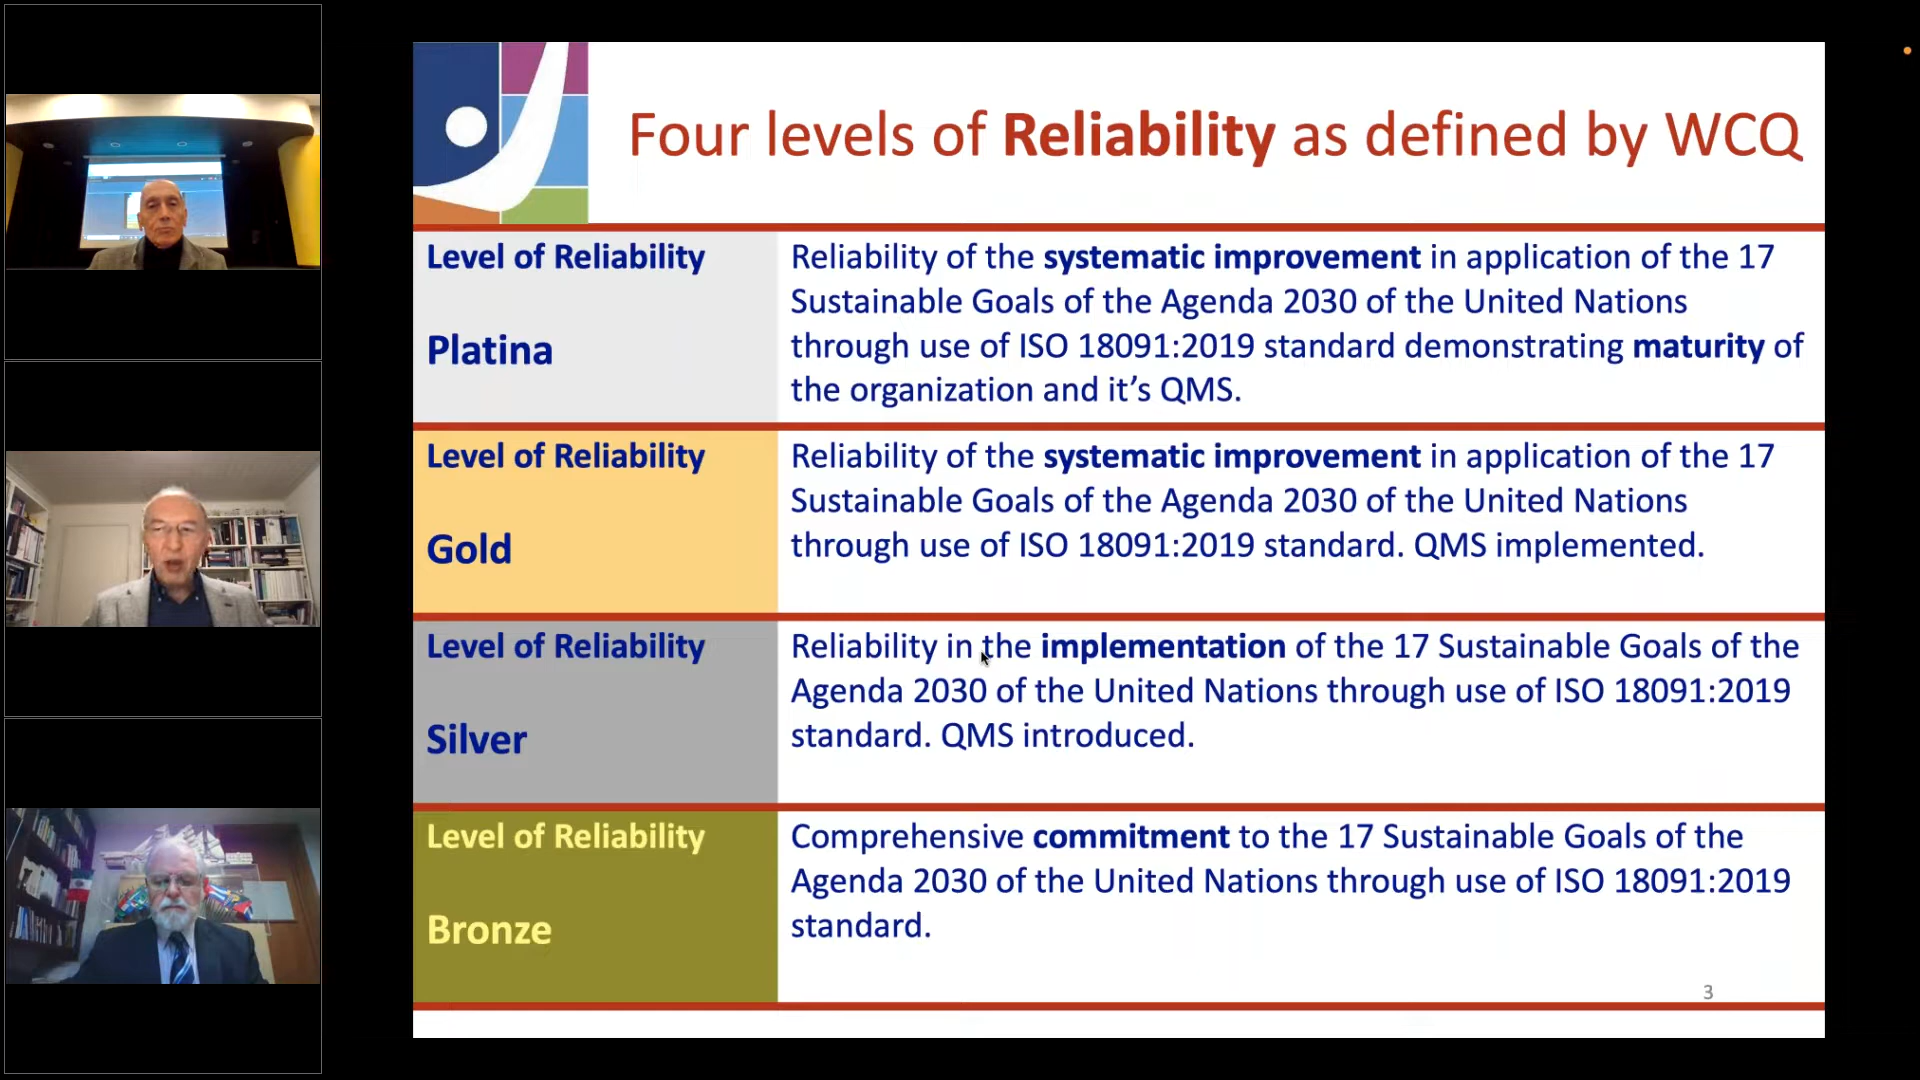 Four levels of Reliability as defined by WCQ
Level of Reliability
Platina
Reliability of the systematic improvement in application of the 17
Sustainable Goals of the Agenda 2030 of the United Nations
through use of ISO 18091:2019 standard demonstrating maturity of
the organization and it’s QMS.
Level of Reliability
Gold
Reliability of the systematic improvement in application of the 17
Sustainable Goals of the Agenda 2030 of the United Nations
through use of ISO 18091:2019 standard. QMS implemented.
Level of Reliability
Silver
Reliability in the implementation of the 17 Sustainable Goals of the
Agenda 2030 of the United Nations through use of ISO 18091:2019
standard. QMS introduced.
Level of Reliability
Bronze
Comprehensive commitment to the 17 Sustainable Goals of the
Agenda 2030 of the United Nations through use of ISO 18091:2019
standard.
3